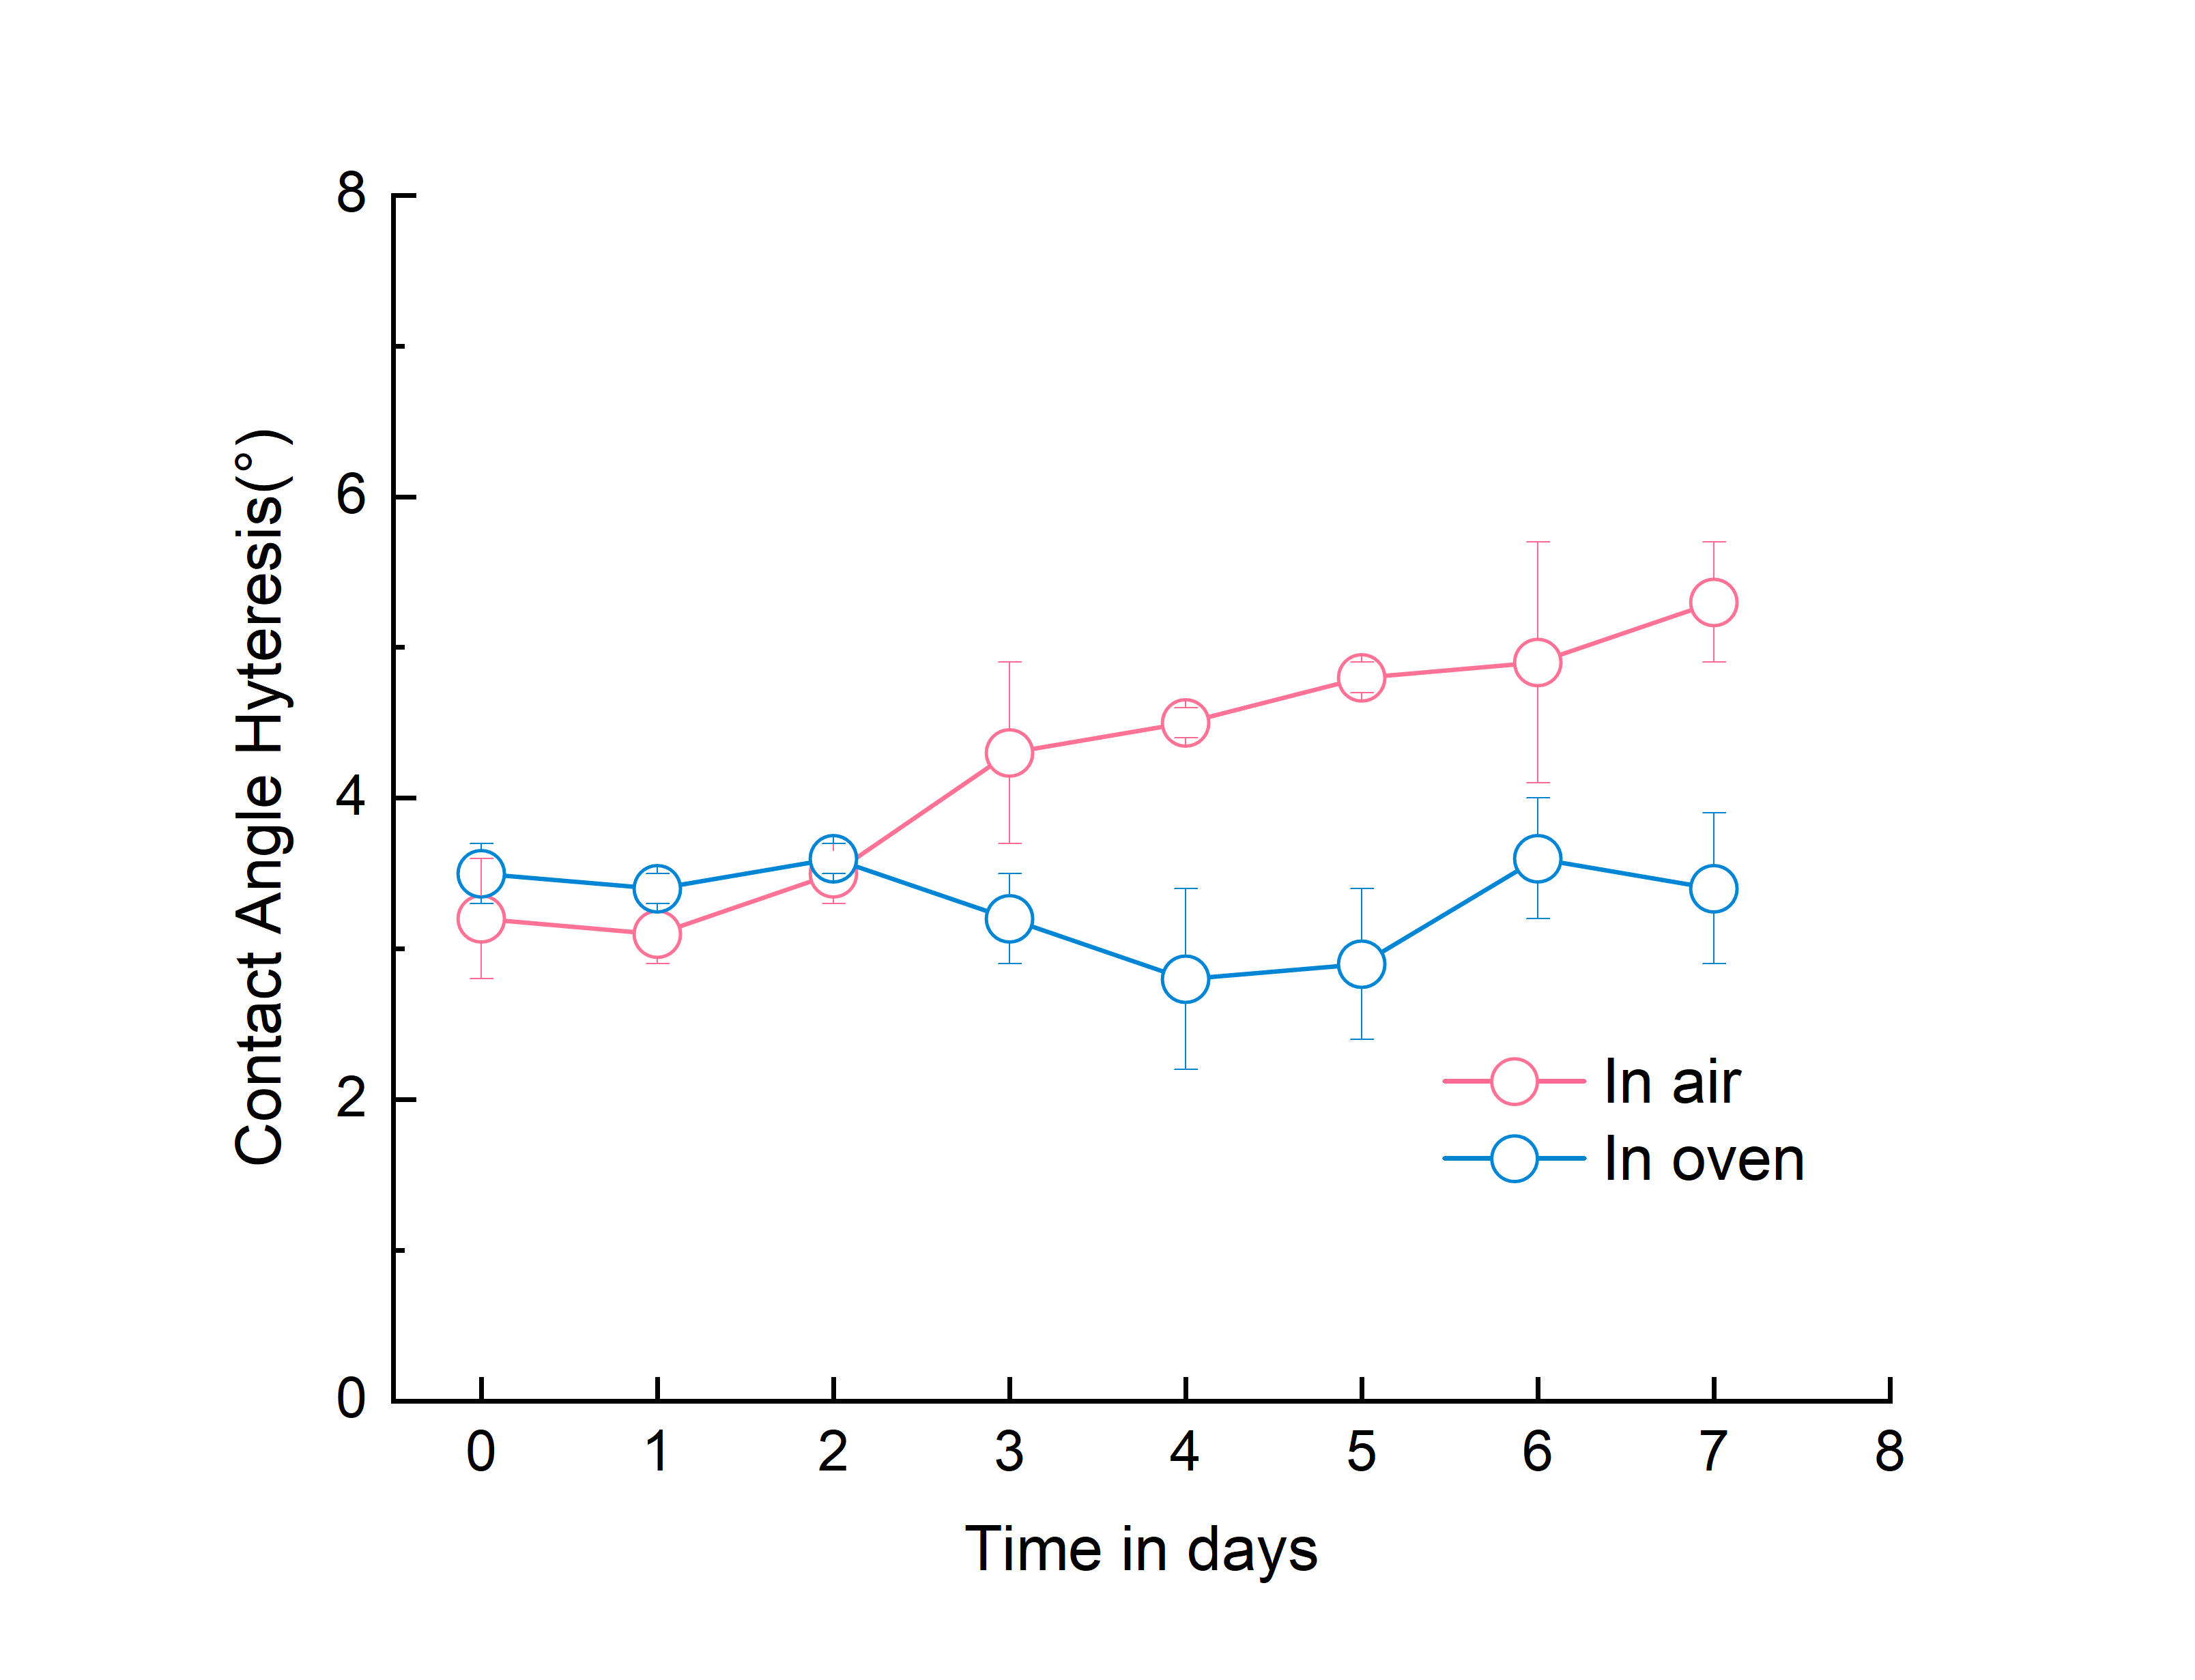 Contact Angle Hyteresis(°)
8
6
4
2
0
0 1 2 3 4 5 6 7 8
Time in days
In air
In oven